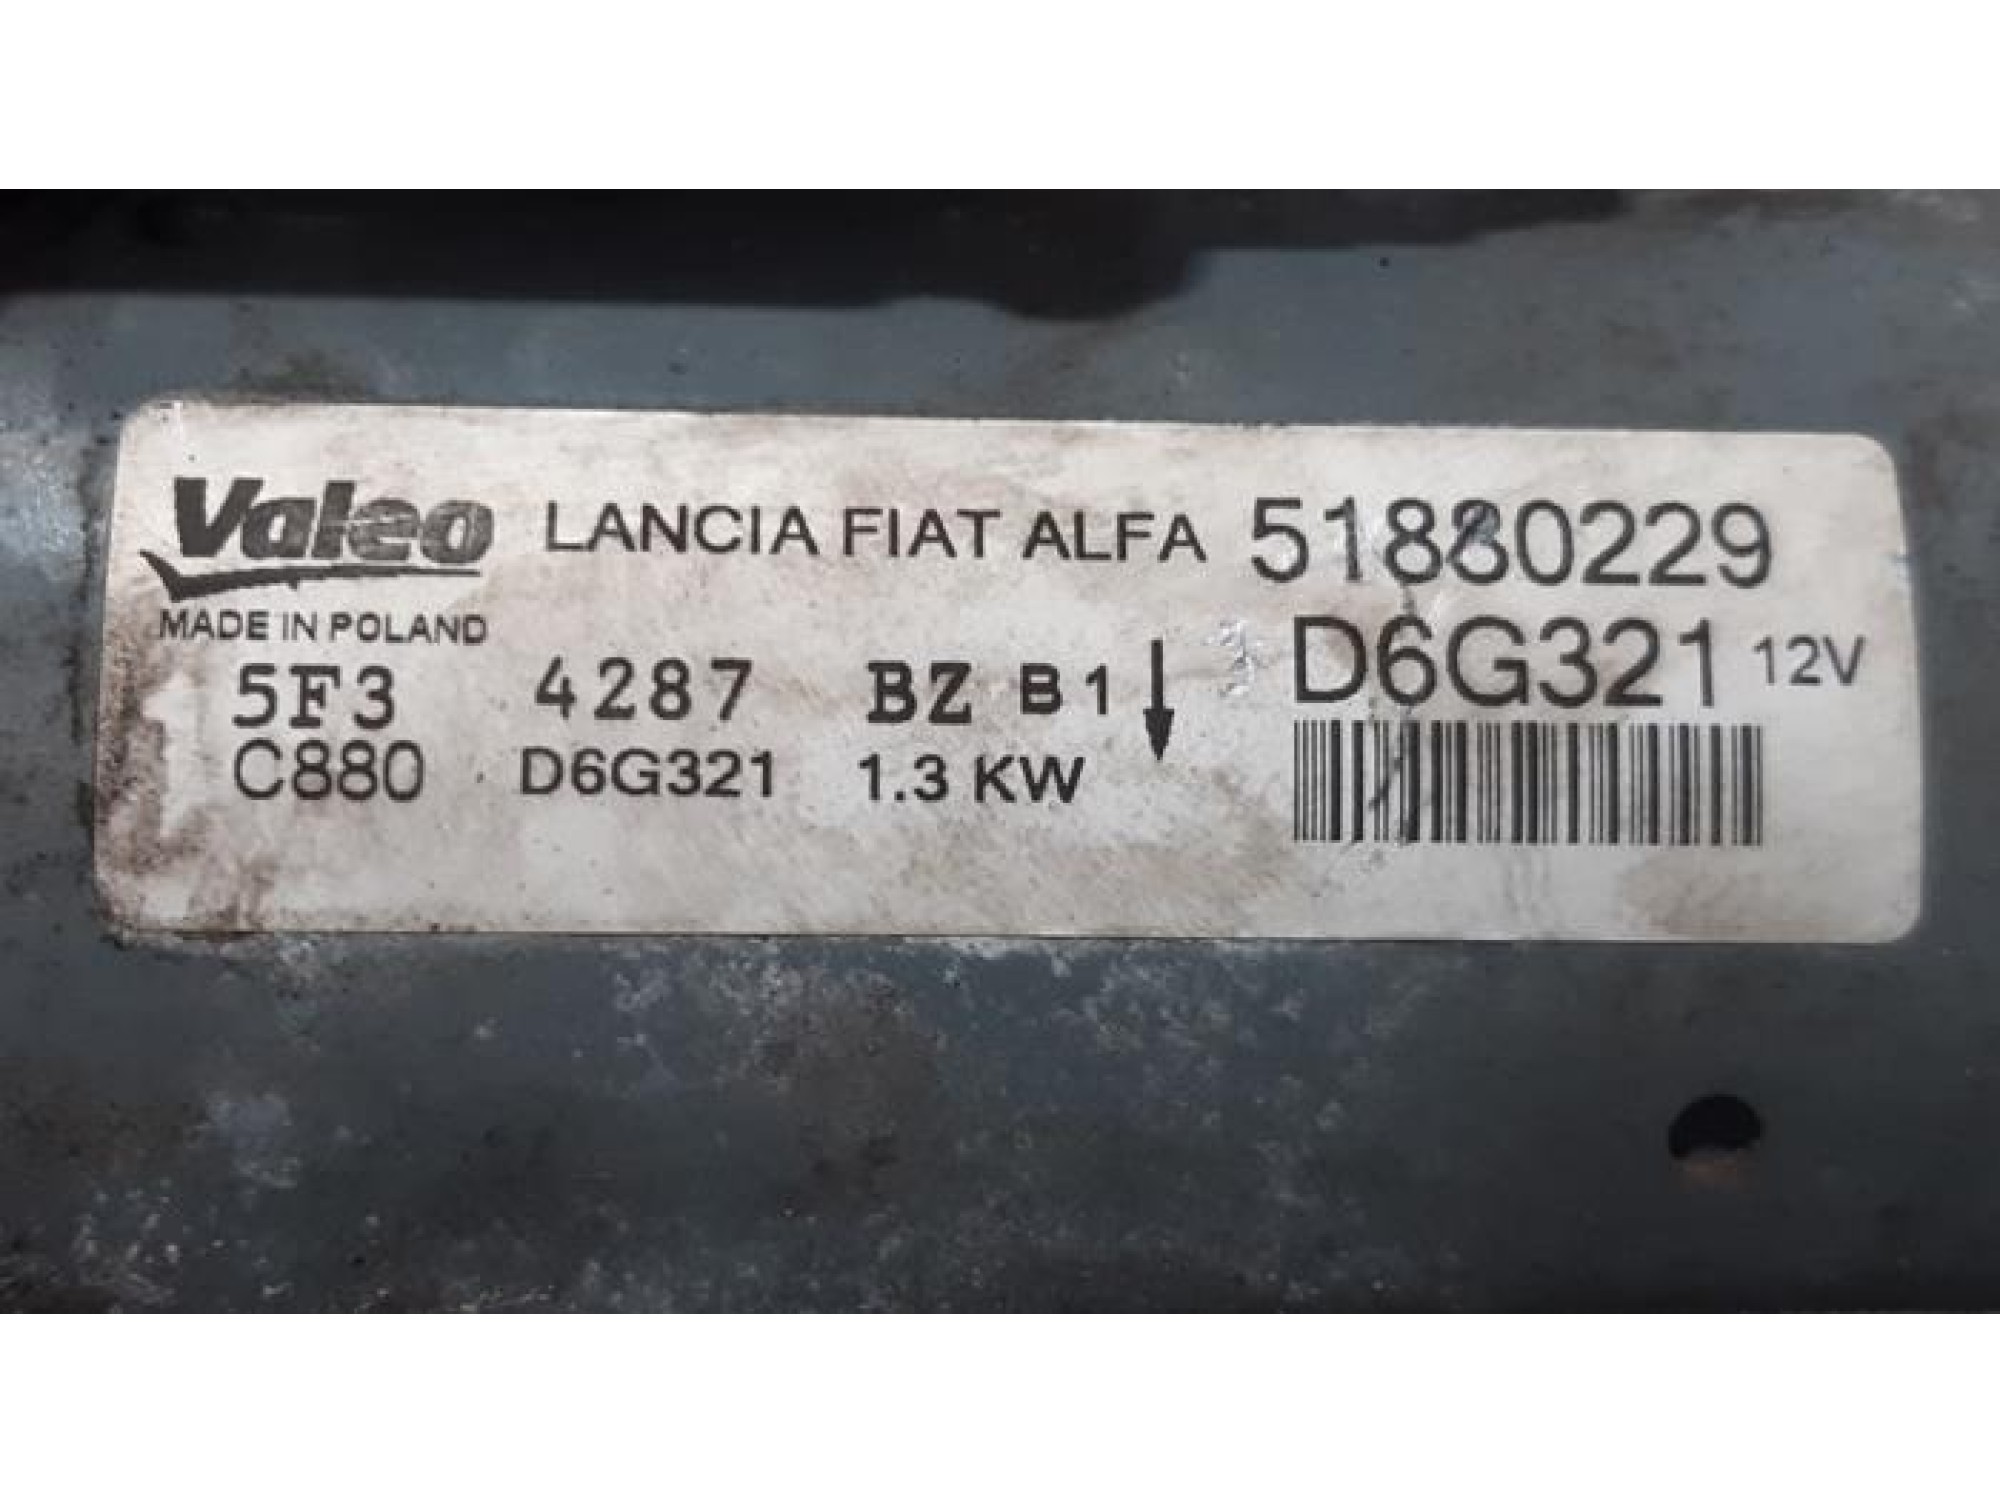 Valeo LANCIA FIAT ALFA 51880229
MADE IN POLAND D6G321 12V
5F3 4287 BZ B1
C880 D6G321 1.3 KW